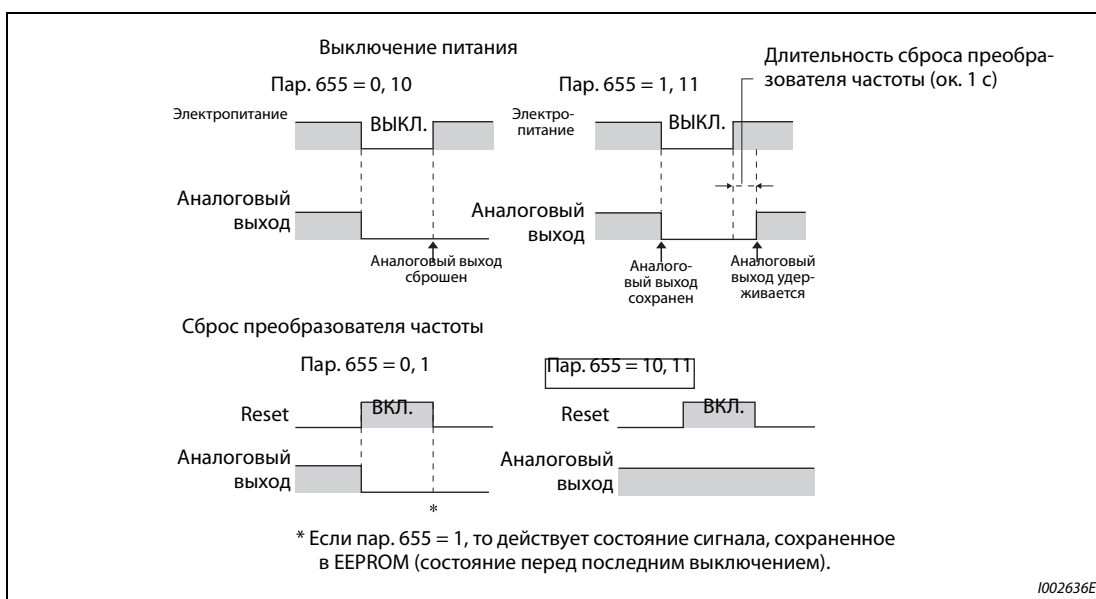 Выключение питания
Длительность сброса преобра-
зователя частоты (ок. 1 с)
Пар. 655 = 0, 10
Пар. 655 = 1, 11
Электропитание
ВЫКЛ.
Электро-
питание
ВЫКЛ.
Аналоговый
выход
Аналоговый
выход
Аналоговый выход
сброшен
Аналого-
вый выход
сохранен
Аналоговый
выход удер-
живается
Сброс преобразователя частоты
Пар. 655 = 0, 1
Пар. 655 = 10, 11
Reset
ВКЛ.
Reset
ВКЛ.
Аналоговый
выход
Аналоговый
выход
*
* Если пар. 655 = 1, то действует состояние сигнала, сохраненное
в EEPROM (состояние перед последним выключением).
I002636E